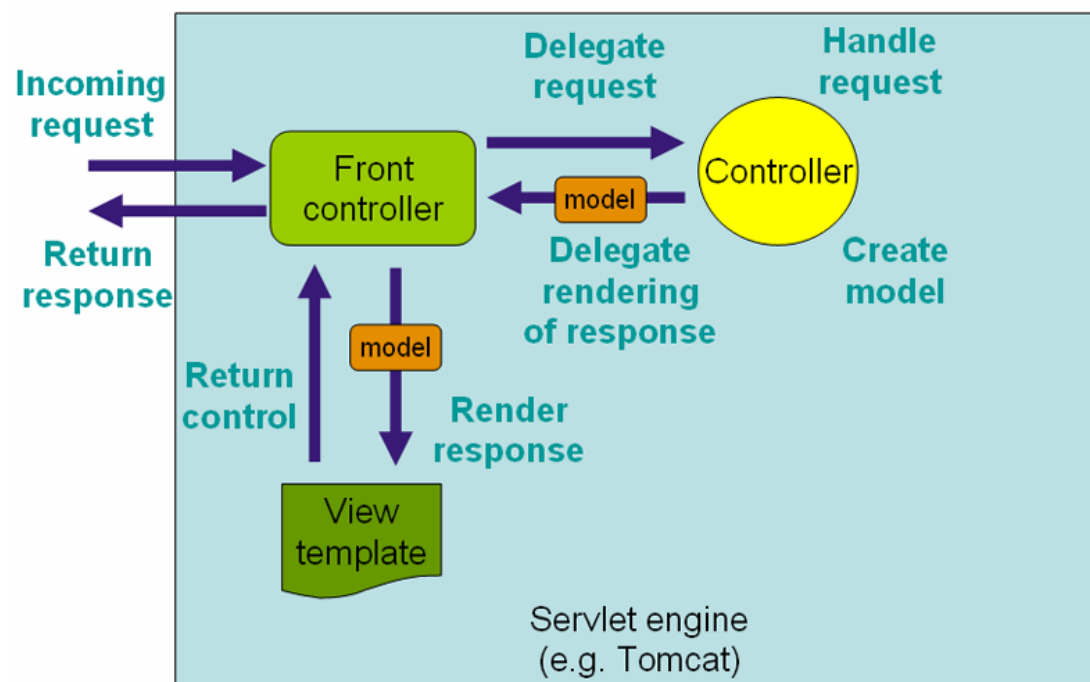 Incoming
request
Return
response
Front
controller
Delegate
request
Handle
request
Controller
model
Delegate
rendering
of response
Create
model
model
Return
control
Render
response
View
template
Servlet engine
(e.g. Tomcat)